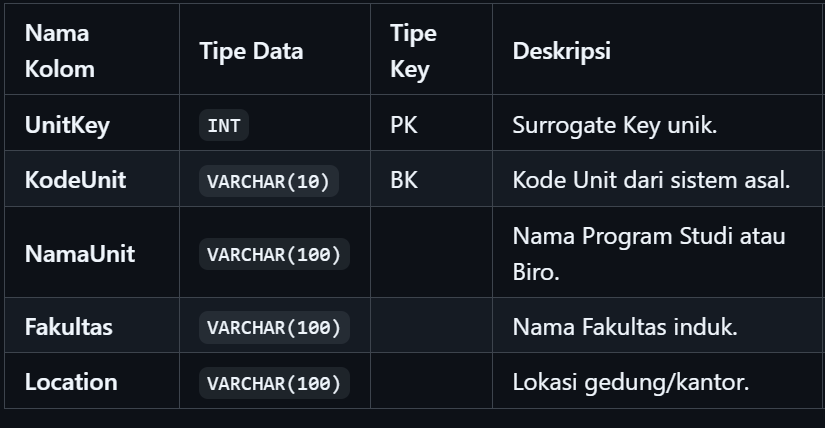 Nama Kolom Tipe Data Tipe Key Deskripsi
UnitKey INT PK Surrogate Key unik.
KodeUnit VARCHAR(10) BK Kode Unit dari sistem asal.
NamaUnit VARCHAR(100) Nama Program Studi atau Biro.
Fakultas VARCHAR(100) Nama Fakultas induk.
Location VARCHAR(100) Lokasi gedung/kantor.